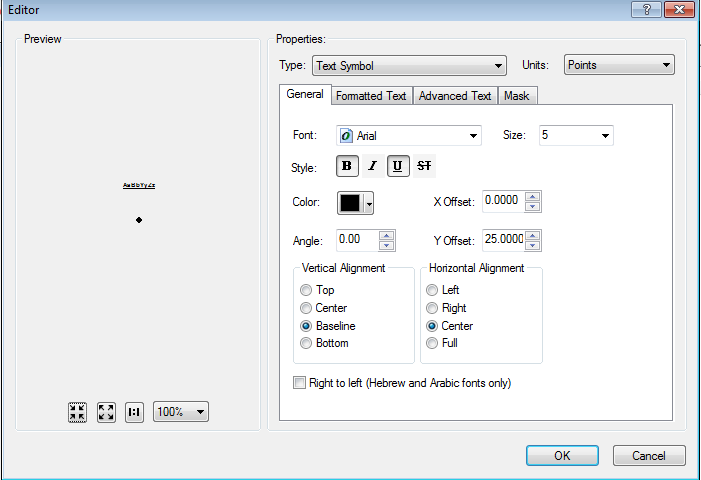 Editor
Preview
AaBbYyZz
100%
Properties:
Type: Text Symbol Units: Points
General Formatted Text Advanced Text Mask
Font: Arial Size: 5
Style: B I U ST
Color: X Offset: 0.0000
Angle: 0.00 Y Offset: 25.0000
Vertical Alignment Horizontal Alignment
Top Left
Center Right
Baseline Center
Bottom Full
Right to left (Hebrew and Arabic fonts only)
OK Cancel